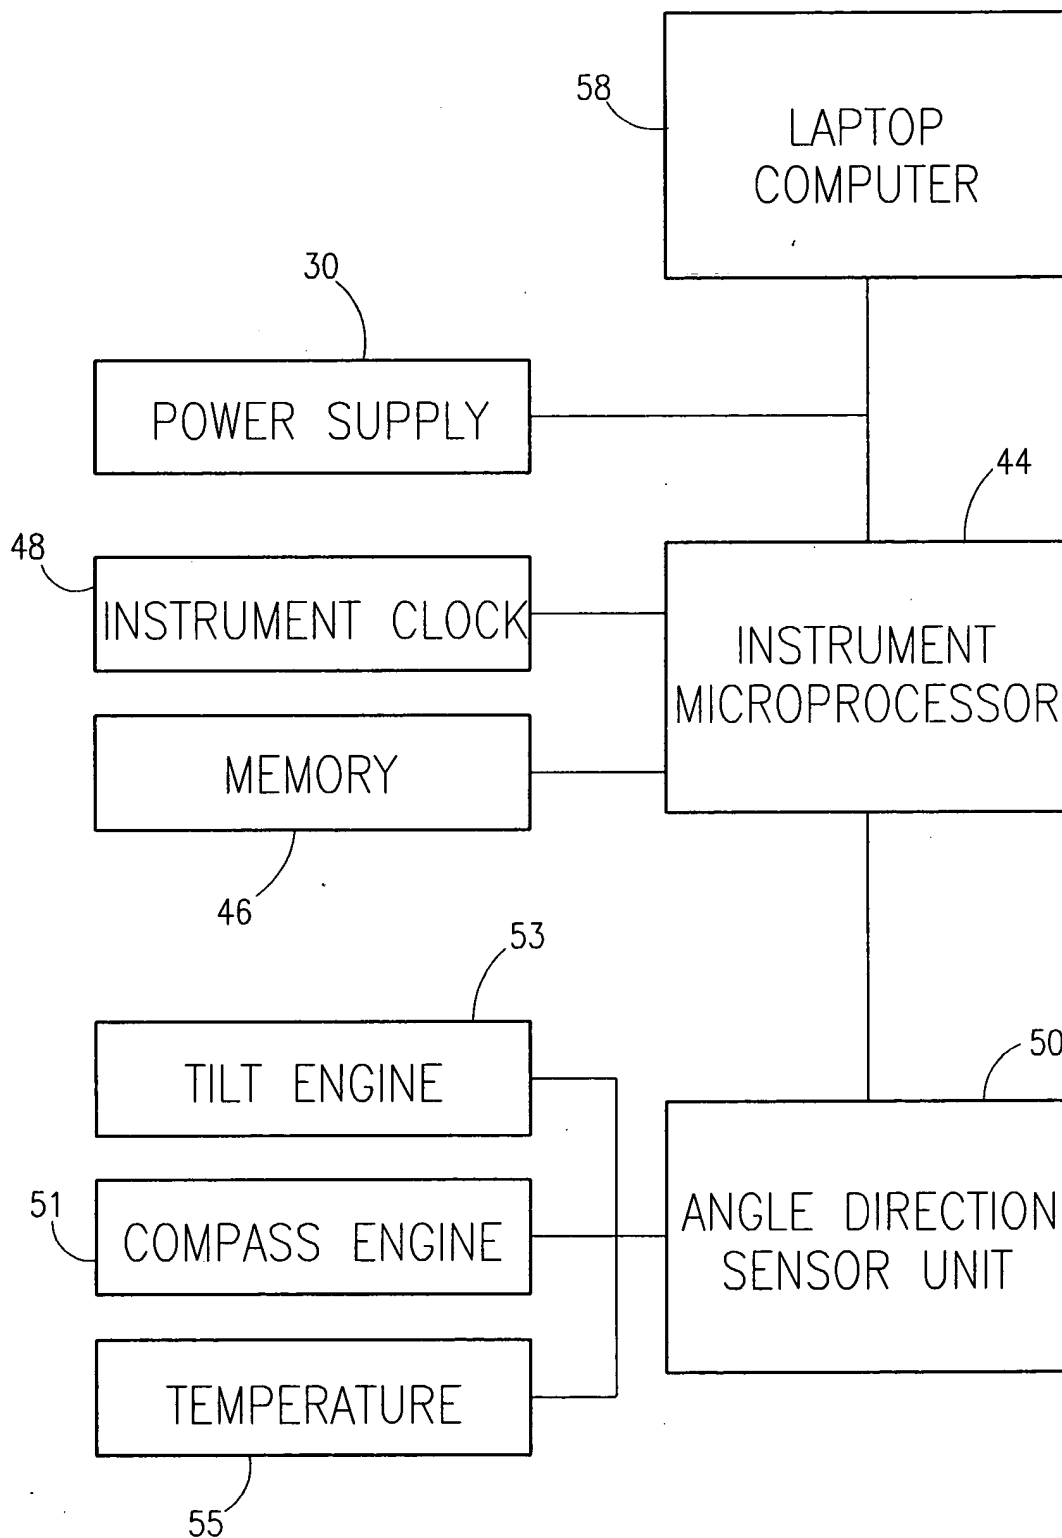 58
LAPTOP
COMPUTER
30
POWER SUPPLY
44
48
INSTRUMENT CLOCK
INSTRUMENT
MICROPROCESSOR
MEMORY
46
53
TILT ENGINE
50
51
COMPASS ENGINE
ANGLE DIRECTION
SENSOR UNIT
TEMPERATURE
55